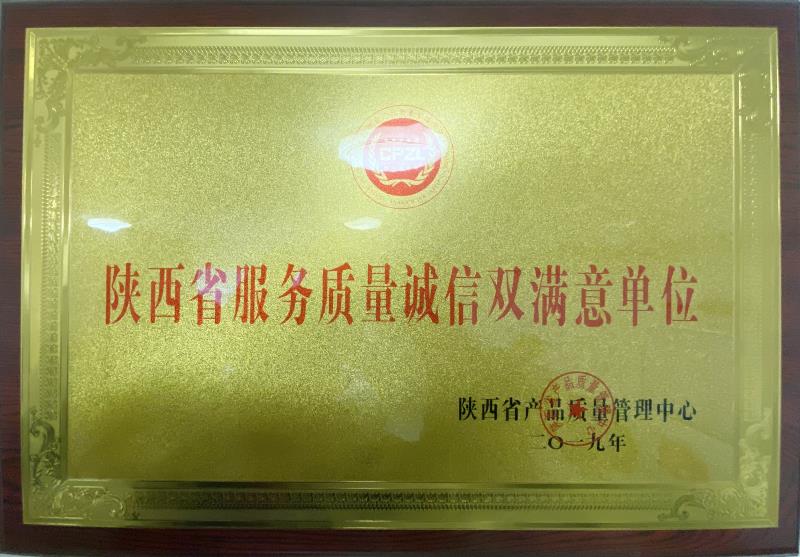 CPZL
陕西省服务质量诚信双满意单位
陕西省产品质量管理中心
二〇一九年